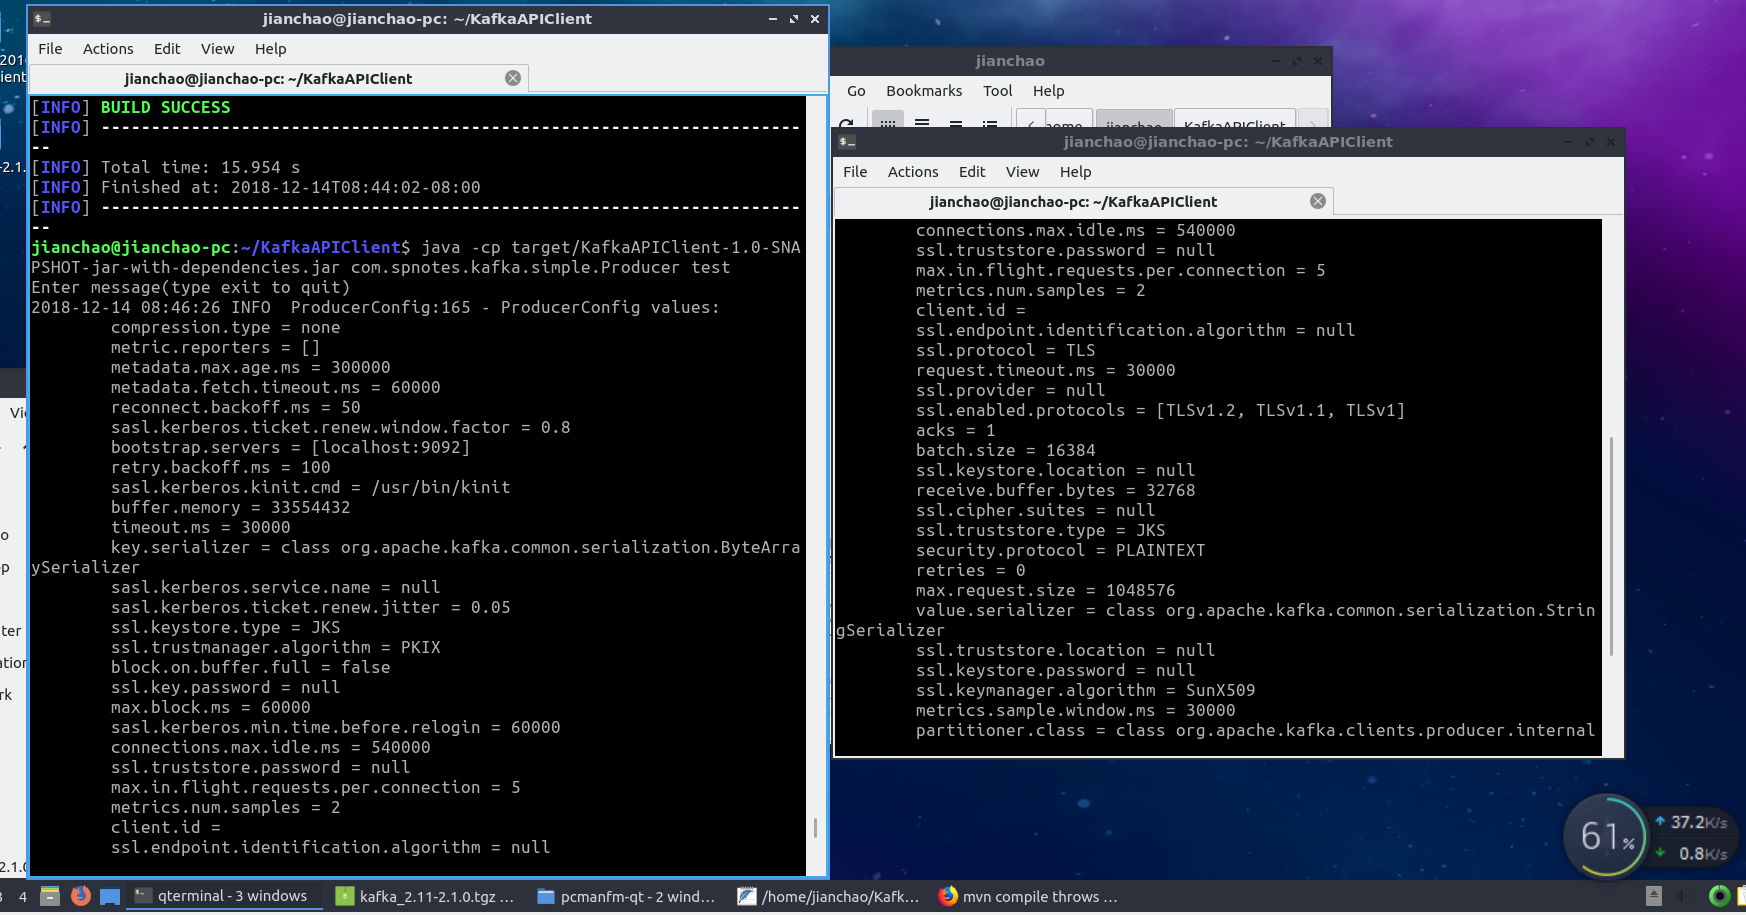 jianchao@jianchao-pc: ~/KafkaAPIClient
File Actions Edit View Help
jianchao@jianchao-pc: ~/KafkaAPIClient
[INFO] BUILD SUCCESS
[INFO] ----------------------------------------------------------------------
--
[INFO] Total time: 15.954 s
[INFO] Finished at: 2018-12-14T08:44:02-08:00
[INFO] ----------------------------------------------------------------------
--
jianchao@jianchao-pc:~/KafkaAPIClient$ java -cp target/KafkaAPIClient-1.0-SNA
PSHOT-jar-with-dependencies.jar com.spnotes.kafka.simple.Producer test
Enter message(type exit to quit)
2018-12-14 08:46:26 INFO  ProducerConfig:165 - ProducerConfig values:
compression.type = none
metric.reporters = []
metadata.max.age.ms = 300000
metadata.fetch.timeout.ms = 60000
reconnect.backoff.ms = 50
sasl.kerberos.ticket.renew.window.factor = 0.8
bootstrap.servers = [localhost:9092]
retry.backoff.ms = 100
sasl.kerberos.kinit.cmd = /usr/bin/kinit
buffer.memory = 33554432
timeout.ms = 30000
key.serializer = class org.apache.kafka.common.serialization.ByteArra
ySerializer
sasl.kerberos.service.name = null
sasl.kerberos.ticket.renew.jitter = 0.05
ssl.keystore.type = JKS
ssl.trustmanager.algorithm = PKIX
block.on.buffer.full = false
ssl.key.password = null
max.block.ms = 60000
sasl.kerberos.min.time.before.relogin = 60000
connections.max.idle.ms = 540000
ssl.truststore.password = null
max.in.flight.requests.per.connection = 5
metrics.num.samples = 2
client.id =
ssl.endpoint.identification.algorithm = null
jianchao
Go Bookmarks Tool Help
home jianchao KafkaAPIClient
jianchao@jianchao-pc: ~/KafkaAPIClient
File Actions Edit View Help
jianchao@jianchao-pc: ~/KafkaAPIClient
connections.max.idle.ms = 540000
ssl.truststore.password = null
max.in.flight.requests.per.connection = 5
metrics.num.samples = 2
client.id =
ssl.endpoint.identification.algorithm = null
ssl.protocol = TLS
request.timeout.ms = 30000
ssl.provider = null
ssl.enabled.protocols = [TLSv1.2, TLSv1.1, TLSv1]
acks = 1
batch.size = 16384
ssl.keystore.location = null
receive.buffer.bytes = 32768
ssl.cipher.suites = null
ssl.truststore.type = JKS
security.protocol = PLAINTEXT
retries = 0
max.request.size = 1048576
value.serializer = class org.apache.kafka.common.serialization.Strin
gSerializer
ssl.truststore.location = null
ssl.keystore.password = null
ssl.keymanager.algorithm = SunX509
metrics.sample.window.ms = 30000
partitioner.class = class org.apache.kafka.clients.producer.internal
61%
37.2K/s
0.8K/s
4 qterminal - 3 windows kafka_2.11-2.1.0.tgz ... pcmanfm-qt - 2 wind... /home/jianchao/Kafk... mvn compile throws ...